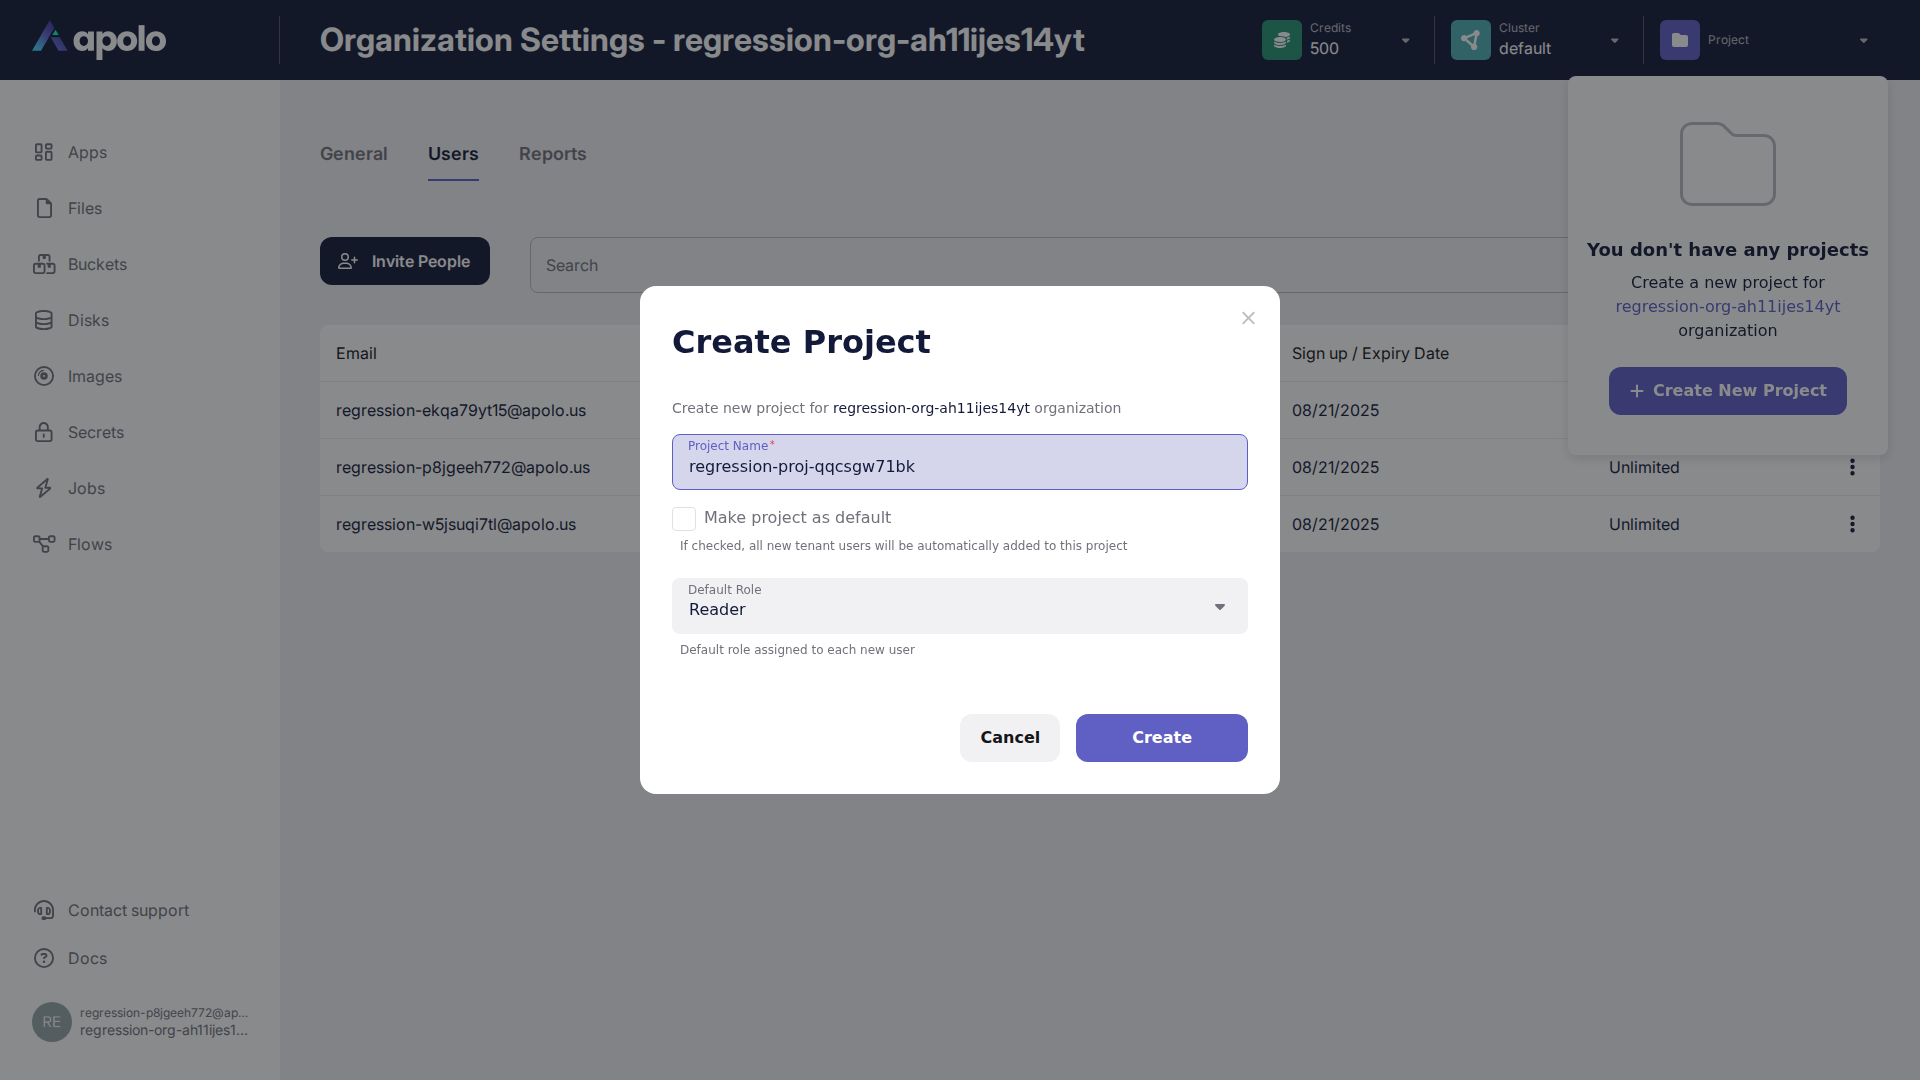 apolo
Organization Settings - regression-org-ah11ijes14yt
Credits
500
Cluster
default
Project
Apps
Files
Buckets
Disks
Images
Secrets
Jobs
Flows
Contact support
Docs
RE
regression-p8jgeeh772@ap...
regression-org-ah11ijes1...
General
Users
Reports
Invite People
Search
Email
Sign up / Expiry Date
regression-ekqa79yt15@apolo.us
08/21/2025
regression-p8jgeeh772@apolo.us
08/21/2025
Unlimited
regression-w5jsuqi7tl@apolo.us
08/21/2025
Unlimited
You don't have any projects
Create a new project for
regression-org-ah11ijes14yt
organization
Create New Project
Create Project
Create new project for regression-org-ah11ijes14yt organization
Project Name*
regression-proj-qqcsgw71bk
Make project as default
If checked, all new tenant users will be automatically added to this project
Default Role
Reader
Default role assigned to each new user
Cancel
Create